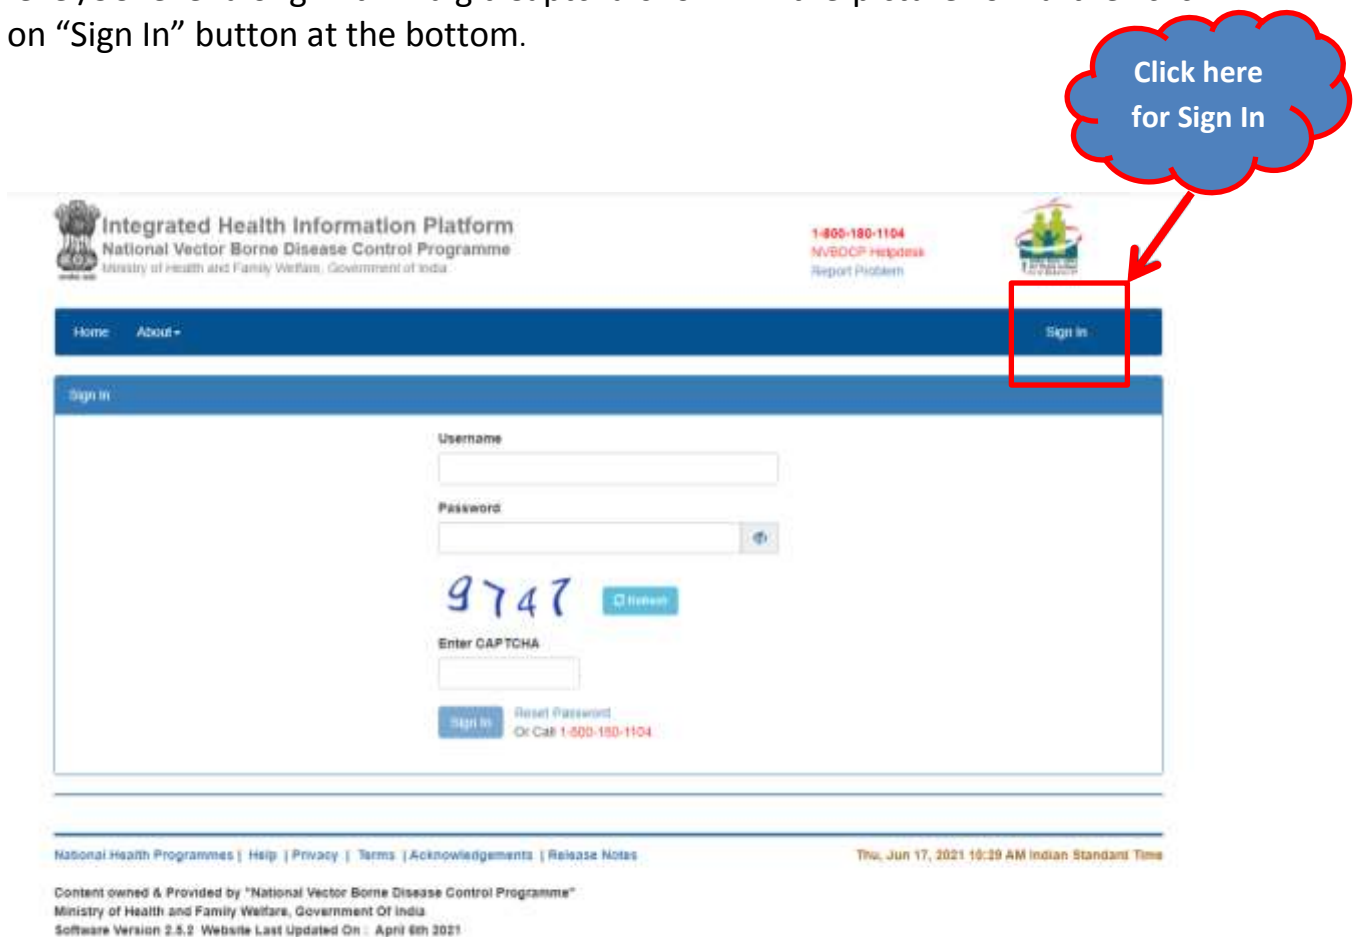 on “Sign In” button at the bottom.
Click here
for Sign In
Integrated Health Information Platform
National Vector Borne Disease Control Programme
Ministry of Health and Family Welfare, Government of India
1-800-180-1104
NVBDCP Helpdesk
Report Problem
Home About
Sign In
Sign In
Username
Password
9747
Refresh
Enter CAPTCHA
Sign In
Reset Password
Or Call 1-800-180-1104
National Health Programmes | Help | Privacy | Terms | Acknowledgements | Release Notes
Thu, Jun 17, 2021 10:29 AM Indian Standard Time
Content owned & Provided by "National Vector Borne Disease Control Programme"
Ministry of Health and Family Welfare, Government Of India
Software Version 2.5.2 Website Last Updated On : April 6th 2021